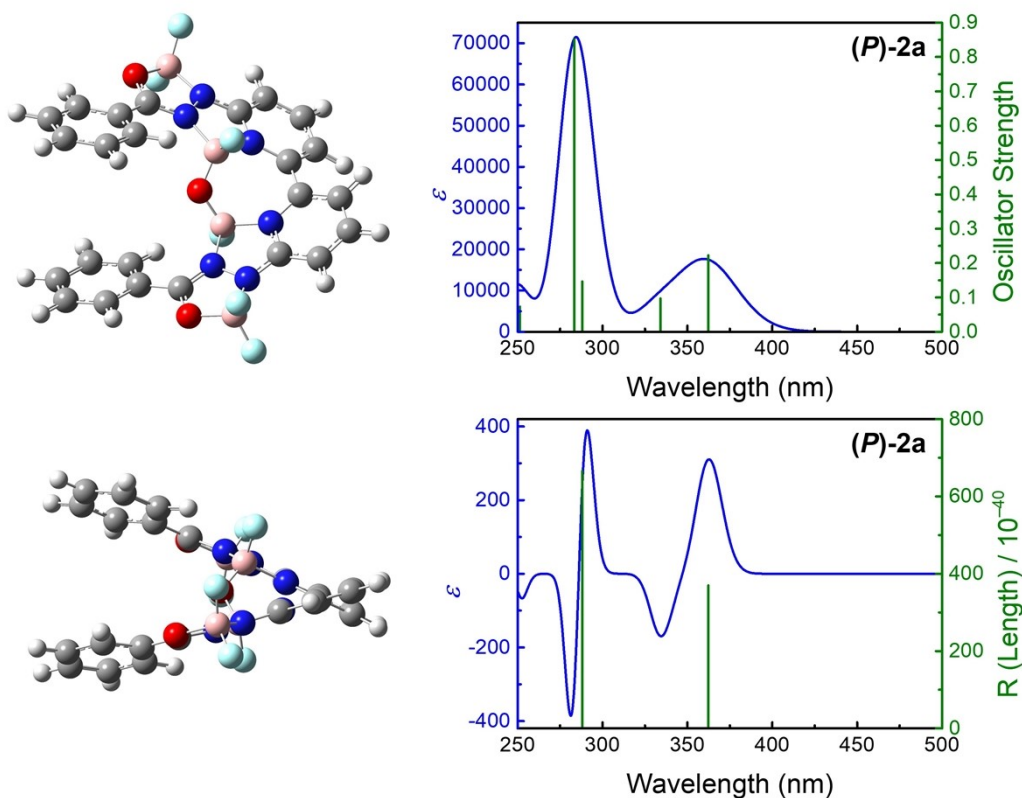 (P)-2a
70000
60000
50000
40000
30000
20000
10000
0
ε
0.9
0.8
0.7
0.6
0.5
0.4
0.3
0.2
0.1
0.0
Oscillator Strength
250 300 350 400 450 500
Wavelength (nm)
(P)-2a
400
200
0
-200
-400
ε
800
600
400
200
0
R (Length) / 10⁻⁴⁰
250 300 350 400 450 500
Wavelength (nm)